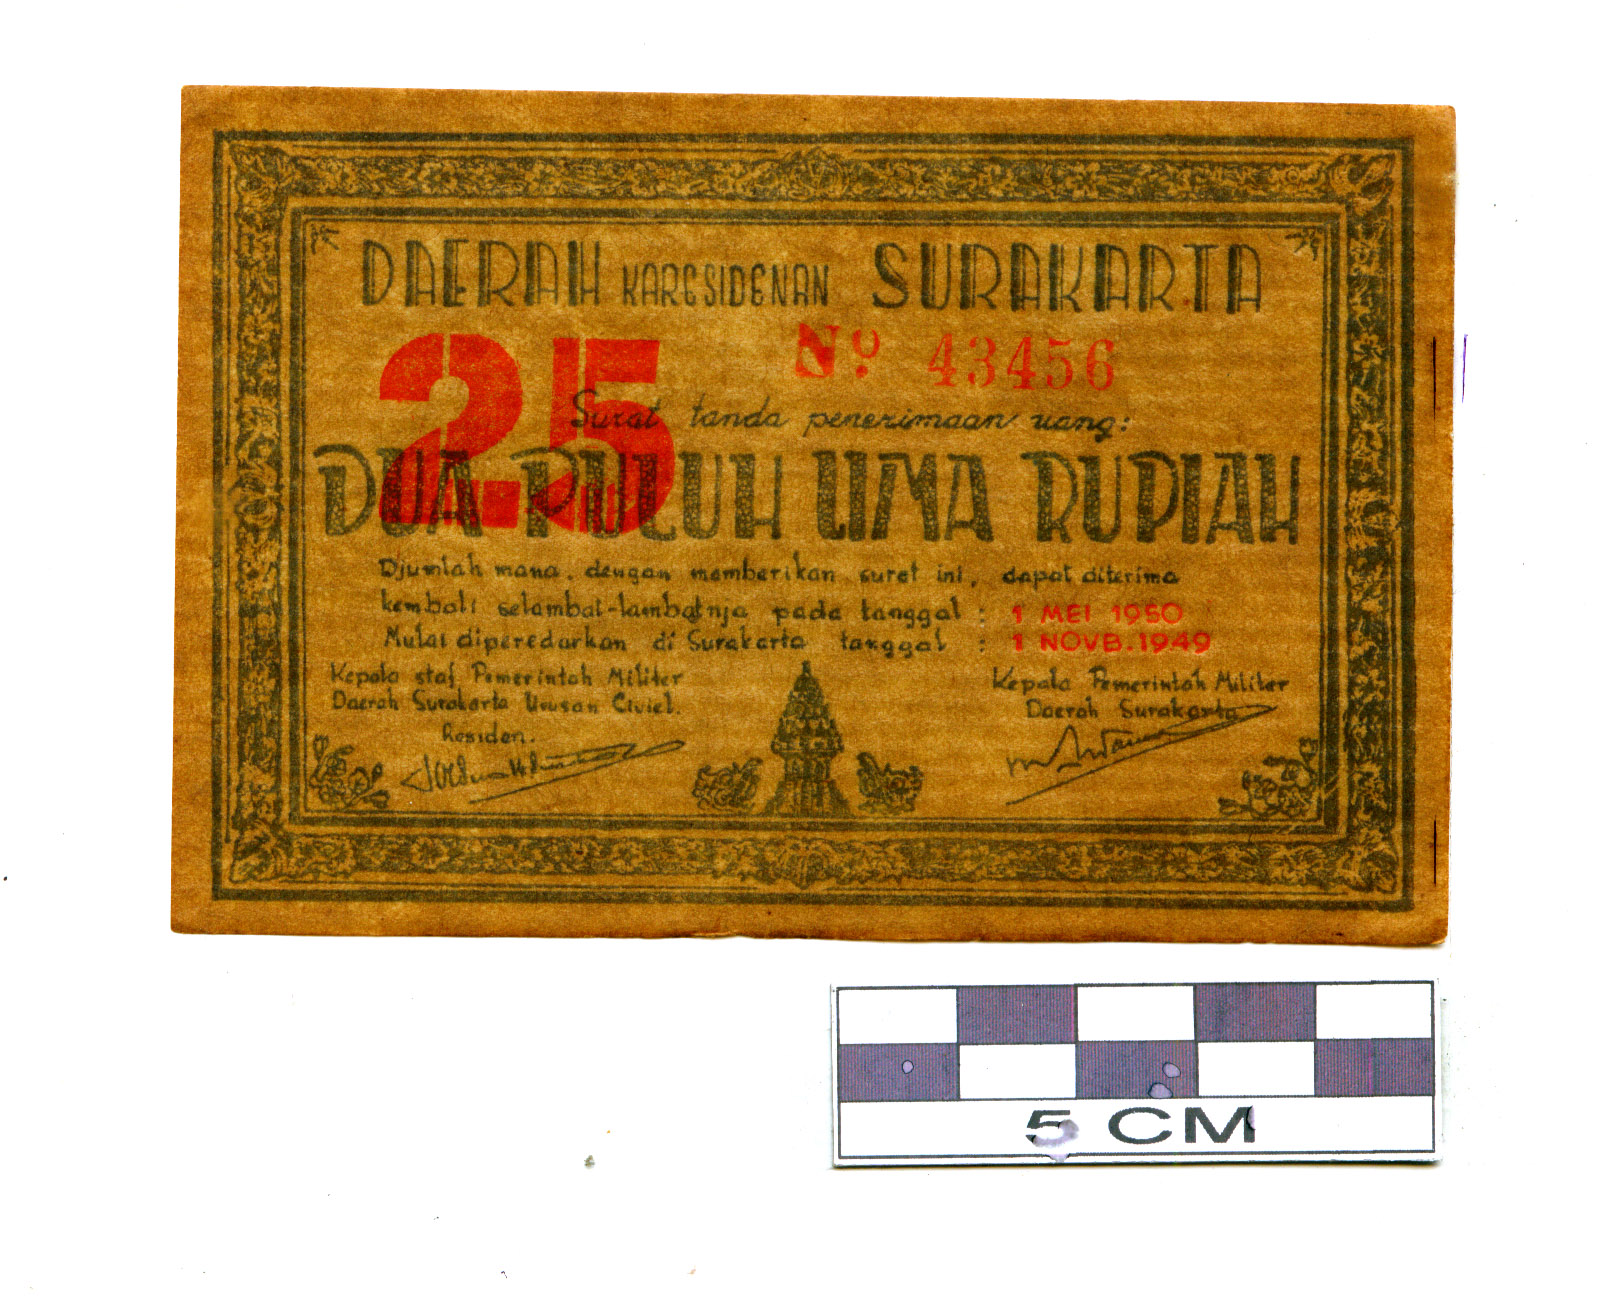 DAERAH KARESIDENAN SURAKARTA
25
No 43456
Surat tanda penerimaan uang:
DUA PULUH LIMA RUPIAH
Djumlah mana, dengan memberikan suret ini, dapat diterima
kembali selambat-lambatnja pada tanggal : 1 MEI 1950
Mulai diperedarkan di Surakarta tanggal : 1 NOVB.1949
Kepala staf Pemerintah Militer
Daerah Surakarta Urusan Civiel.
Residen.
Kepala Pemerintah Militer
Daerah Surakarta
5 CM